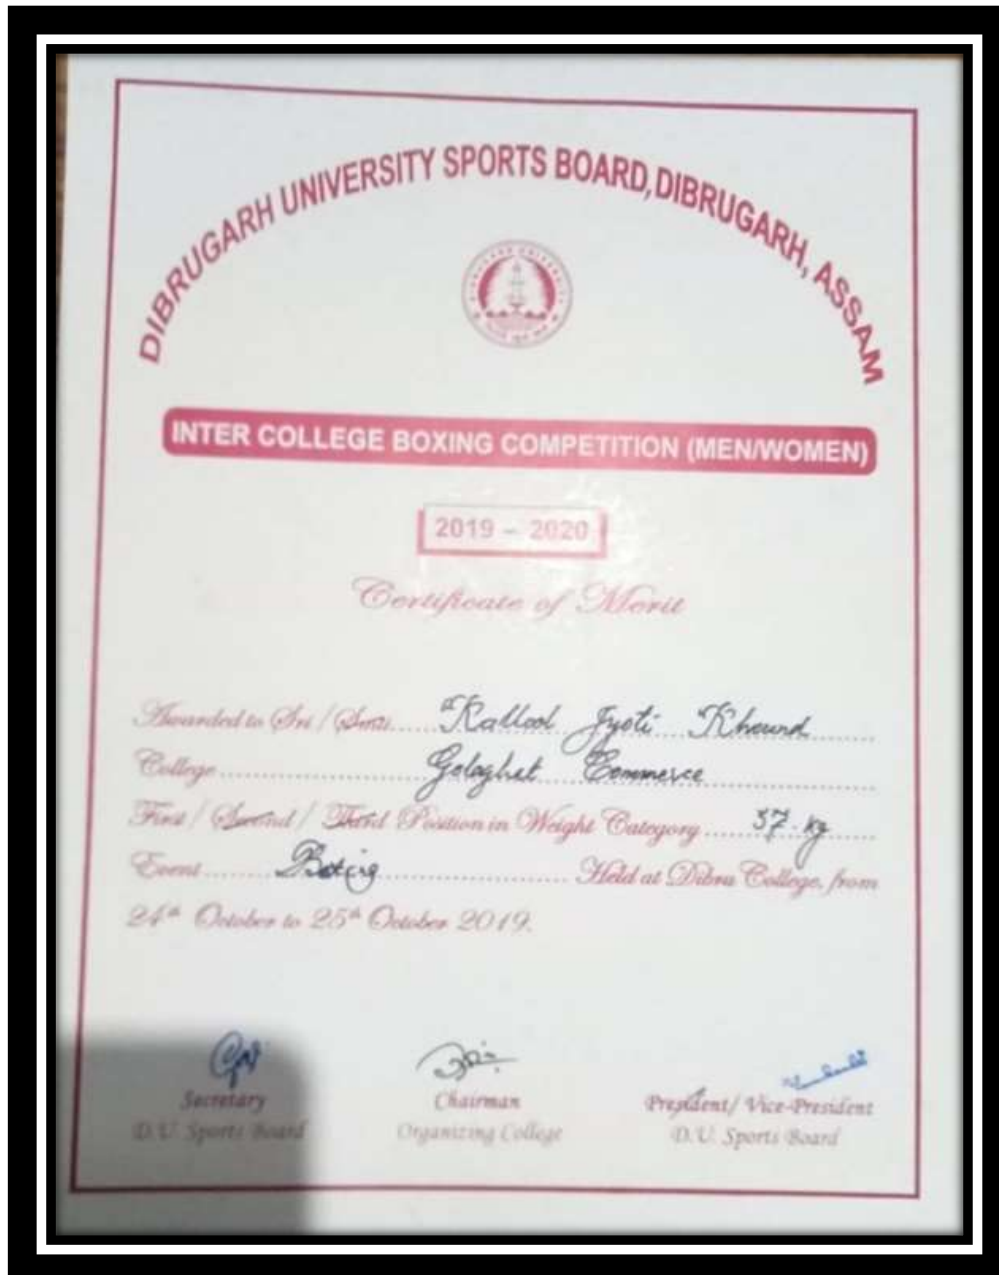 DIBRUGARH UNIVERSITY SPORTS BOARD, DIBRUGARH, ASSAM
DIBRUGARH UNIVERSITY
INTER COLLEGE BOXING COMPETITION (MEN/WOMEN)
2019 – 2020
Certificate of Merit
Awarded to Sri / Smti Kallool Jyoti Khound
College Golaghat Commerce
First / Second / Third Position in Weight Category 57-kg
Event Boxing Held at Dibru College, from
24th October to 25th October 2019.
Secretary Chairman President/ Vice-President
D.U. Sports Board Organizing College D.U. Sports Board